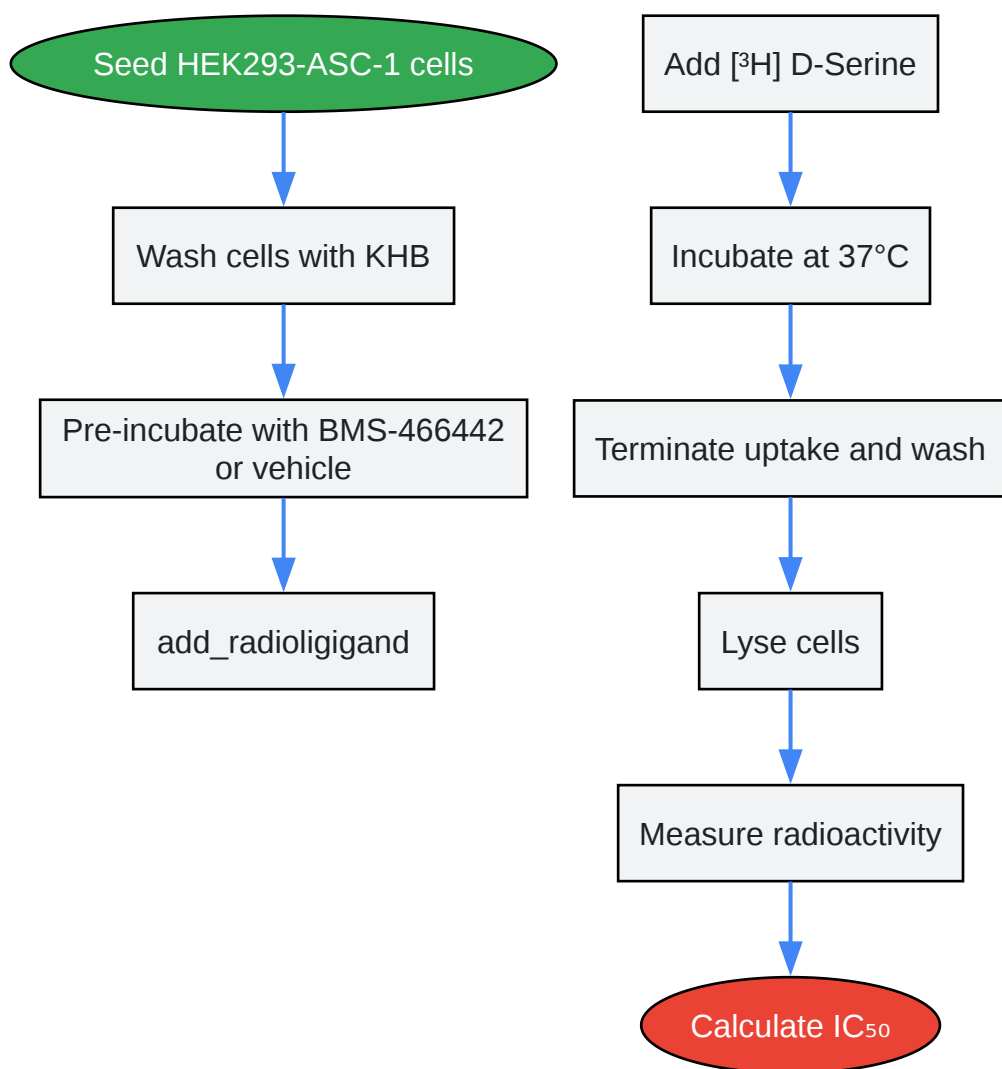 Seed HEK293-ASC-1 cells
Wash cells with KHB
Pre-incubate with BMS-466442
or vehicle
add_radioligigand
Add [³H] D-Serine
Incubate at 37°C
Terminate uptake and wash
Lyse cells
Measure radioactivity
Calculate IC₅₀